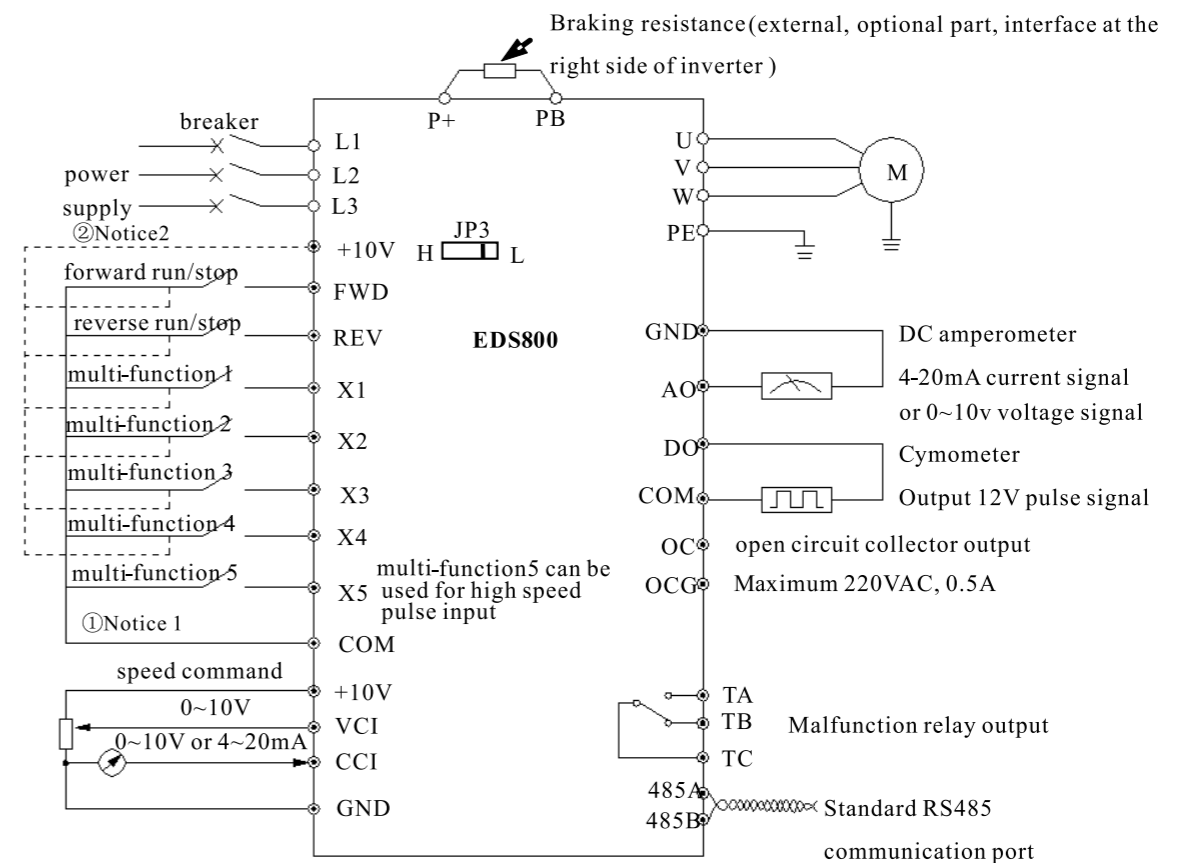 Braking resistance(external, optional part, interface at the
right side of inverter )
P+
PB
breaker
L1
power
L2
supply
L3
②Notice2
+10V
JP3
H
L
forward run/stop
FWD
reverse run/stop
REV
EDS800
multi-function 1
X1
multi-function 2
X2
multi-function 3
X3
multi-function 4
X4
multi-function 5
X5
multi-function5 can be
used for high speed
pulse input
①Notice 1
COM
speed command
+10V
0~10V
VCI
0~10V or 4~20mA
CCI
GND
U
V
W
M
PE
GND
DC amperometer
AO
4-20mA current signal
or 0~10v voltage signal
DO
Cymometer
COM
Output 12V pulse signal
OC
open circuit collector output
OCG
Maximum 220VAC, 0.5A
TA
TB
Malfunction relay output
TC
485A
485B
Standard RS485
communication port